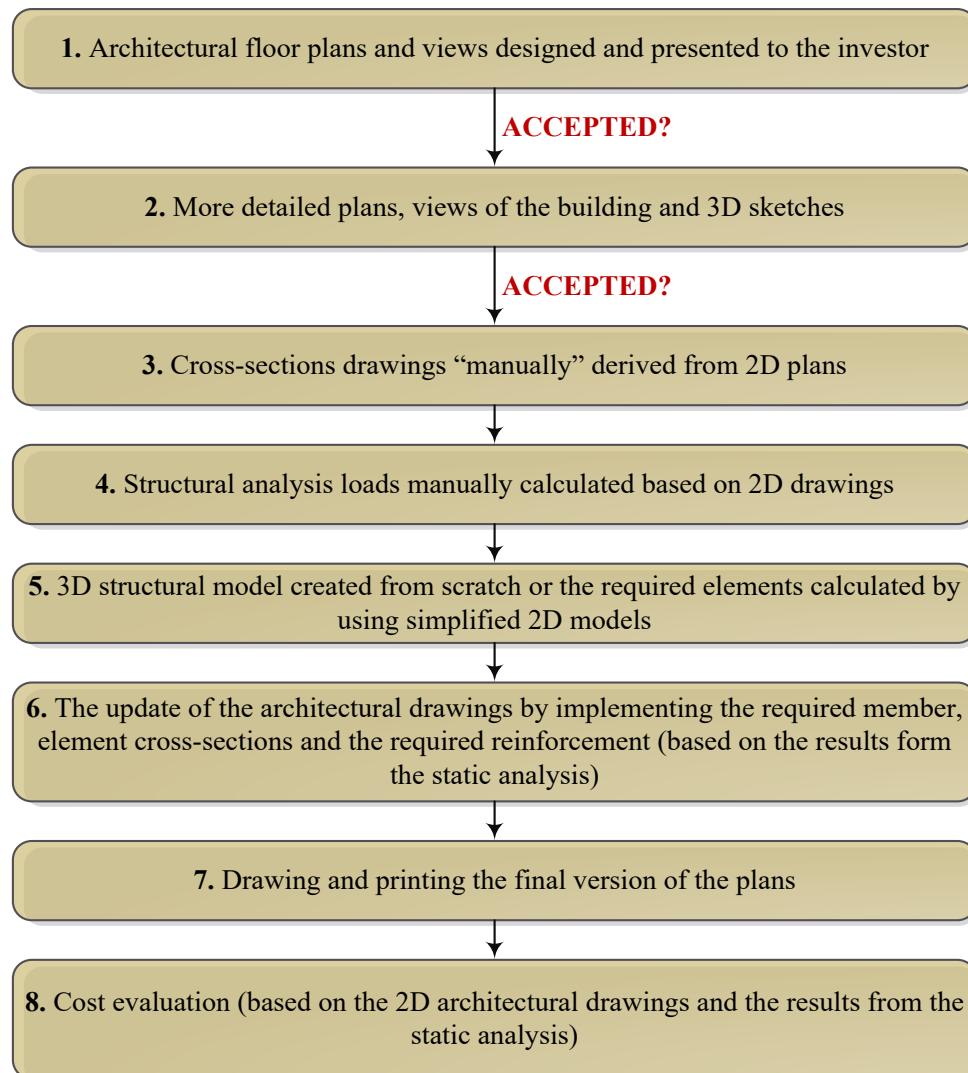 1. Architectural floor plans and views designed and presented to the investor
ACCEPTED?
2. More detailed plans, views of the building and 3D sketches
ACCEPTED?
3. Cross-sections drawings “manually” derived from 2D plans
4. Structural analysis loads manually calculated based on 2D drawings
5. 3D structural model created from scratch or the required elements calculated by
using simplified 2D models
6. The update of the architectural drawings by implementing the required member,
element cross-sections and the required reinforcement (based on the results form
the static analysis)
7. Drawing and printing the final version of the plans
8. Cost evaluation (based on the 2D architectural drawings and the results from the
static analysis)